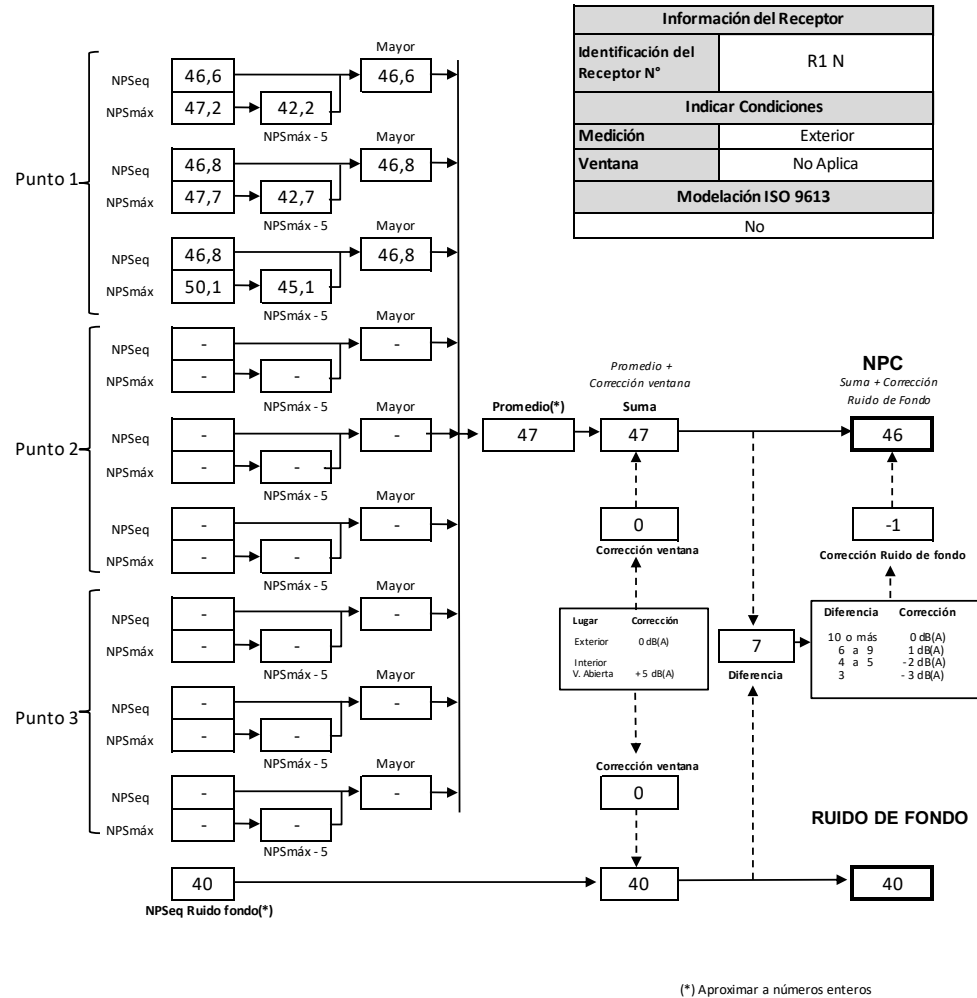 Información del Receptor
Identificación del Receptor N°
R1 N
Indicar Condiciones
Medición Exterior
Ventana No Aplica
Modelación ISO 9613
No
Punto 1
Mayor
NPSeq 46,6 46,6
NPSmáx 47,2 42,2
NPSmáx - 5
Mayor
NPSeq 46,8 46,8
NPSmáx 47,7 42,7
NPSmáx - 5
Mayor
NPSeq 46,8 46,8
NPSmáx 50,1 45,1
NPSmáx - 5
Punto 2
Mayor
NPSeq - -
NPSmáx - -
NPSmáx - 5
Mayor
NPSeq - -
NPSmáx - -
NPSmáx - 5
Mayor
NPSeq - -
NPSmáx - -
NPSmáx - 5
Punto 3
Mayor
NPSeq - -
NPSmáx - -
NPSmáx - 5
Mayor
NPSeq - -
NPSmáx - -
NPSmáx - 5
Mayor
NPSeq - -
NPSmáx - -
NPSmáx - 5
Promedio(*)
47
Promedio +
Corrección ventana
Suma
47
NPC
Suma + Corrección
Ruido de Fondo
46
0
Corrección ventana
-1
Corrección Ruido de fondo
Lugar Corrección
Exterior 0 dB(A)
Interior
V. Abierta + 5 dB(A)
7
Diferencia
Diferencia Corrección
10 o más 0 dB(A)
6 a 9 1 dB(A)
4 a 5 - 2 dB(A)
3 - 3 dB(A)
Corrección ventana
0
RUIDO DE FONDO
40 40 40
NPSeq Ruido fondo(*)
(*) Aproximar a números enteros